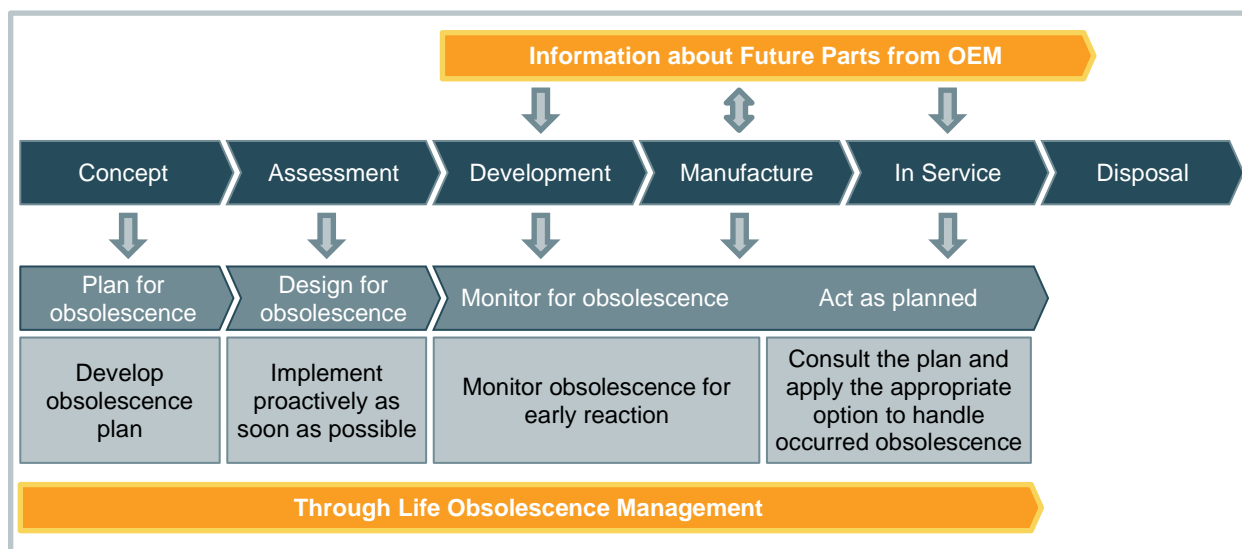 Information about Future Parts from OEM
Concept
Assessment
Development
Manufacture
In Service
Disposal
Plan for
obsolescence
Design for
obsolescence
Monitor for obsolescence
Act as planned
Develop
obsolescence
plan
Implement
proactively as
soon as possible
Monitor obsolescence for
early reaction
Consult the plan and
apply the appropriate
option to handle
occurred obsolescence
Through Life Obsolescence Management